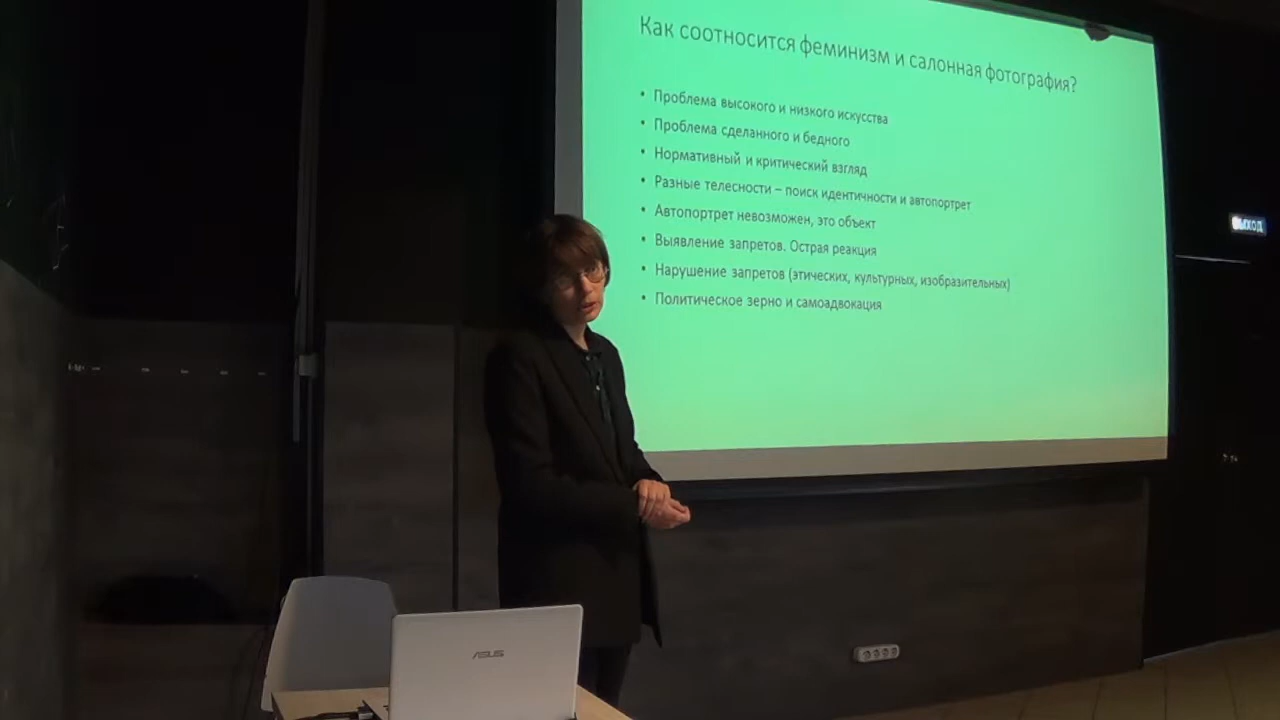 Как соотносится феминизм и салонная фотография?
• Проблема высокого и низкого искусства
• Проблема сделанного и бедного
• Нормативный и критический взгляд
• Разные телесности – поиск идентичности и автопортрет
• Автопортрет невозможен, это объект
• Выявление запретов. Острая реакция
• Нарушение запретов (этических, культурных, изобразительных)
• Политическое зерно и самоадвокация
ВЫХОД
ASUS